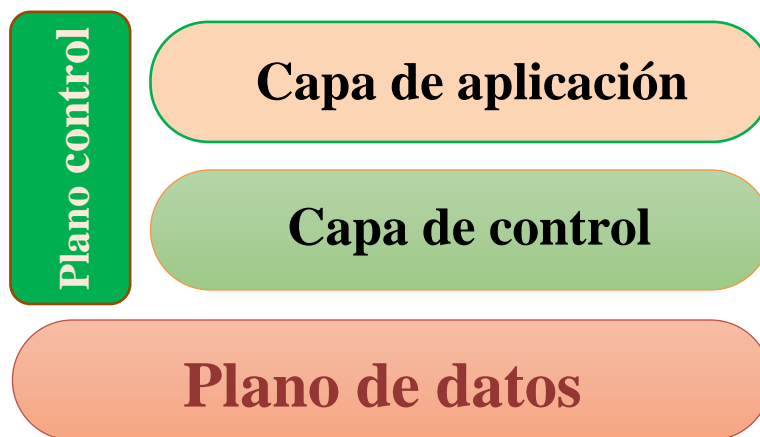 Plano control
Capa de aplicación
Capa de control
Plano de datos